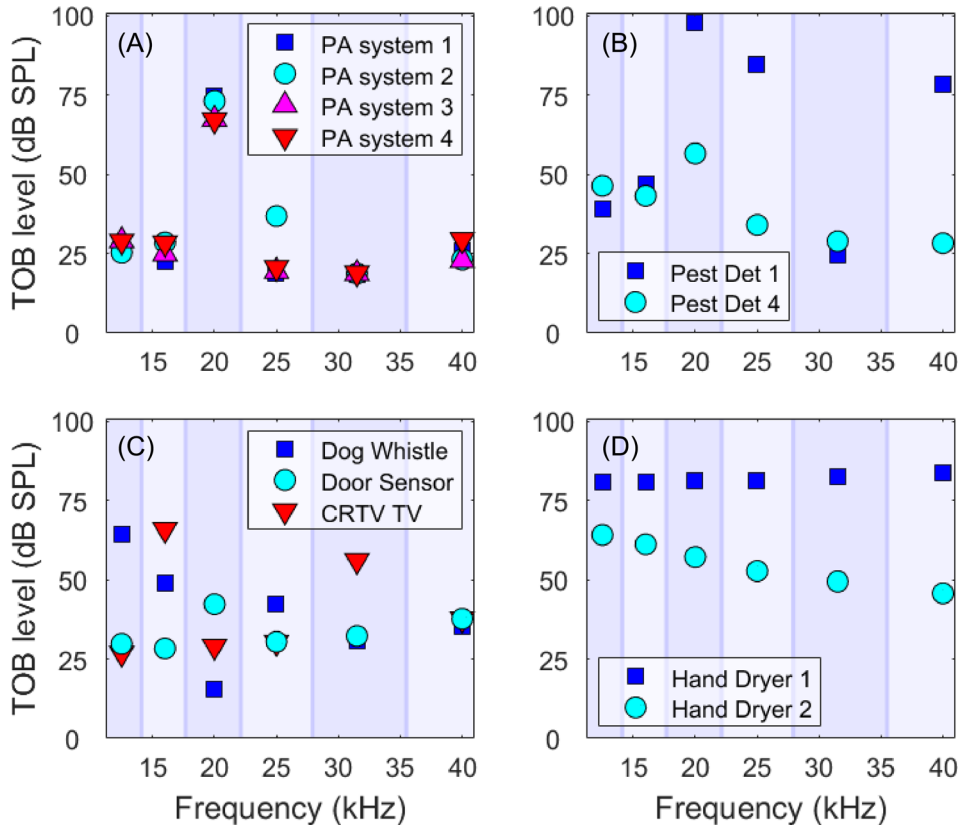 100
75
50
25
0
TOB level (dB SPL)
(A)
PA system 1
PA system 2
PA system 3
PA system 4
15 20 25 30 35 40
100
75
50
25
0
(B)
Pest Det 1
Pest Det 4
15 20 25 30 35 40
100
75
50
25
0
TOB level (dB SPL)
(C)
Dog Whistle
Door Sensor
CRTV TV
15 20 25 30 35 40
Frequency (kHz)
100
75
50
25
0
(D)
Hand Dryer 1
Hand Dryer 2
15 20 25 30 35 40
Frequency (kHz)